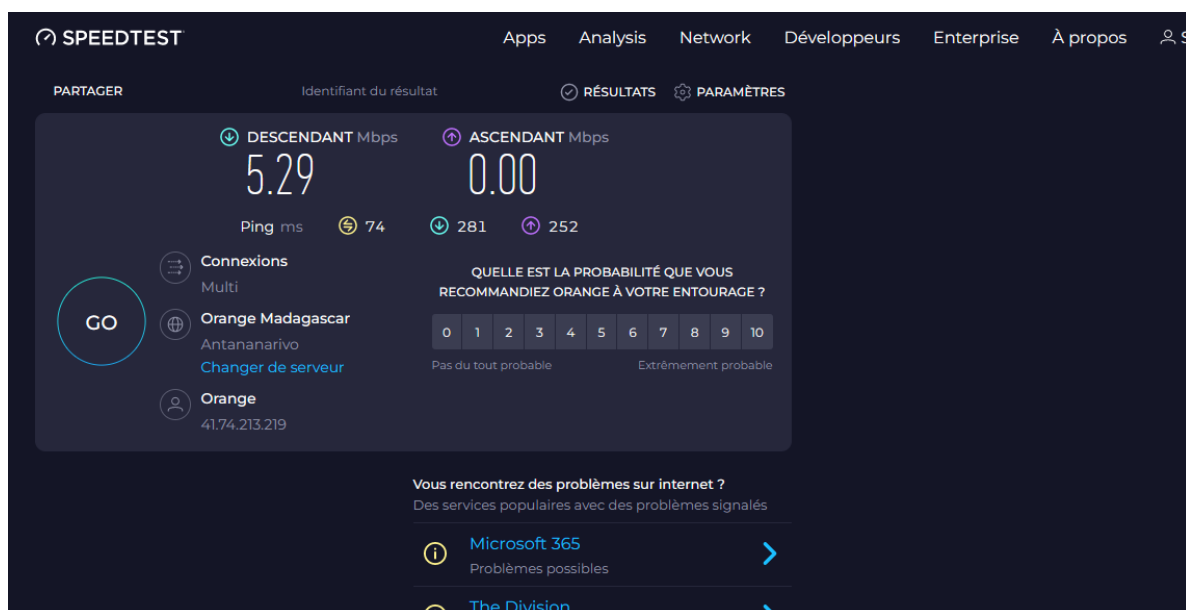 SPEEDTEST
Apps Analysis Network Développeurs Enterprise À propos S
PARTAGER Identifiant du résultat RÉSULTATS PARAMÈTRES
DESCENDANT Mbps ASCENDANT Mbps
5.29 0.00
Ping ms 74 281 252
GO
Connexions
Multi
Orange Madagascar
Antananarivo
Changer de serveur
Orange
41.74.213.219
QUELLE EST LA PROBABILITÉ QUE VOUS
RECOMMANDIEZ ORANGE À VOTRE ENTOURAGE ?
0 1 2 3 4 5 6 7 8 9 10
Pas du tout probable Extrêmement probable
Vous rencontrez des problèmes sur internet ?
Des services populaires avec des problèmes signalés
Microsoft 365
Problèmes possibles
The Division